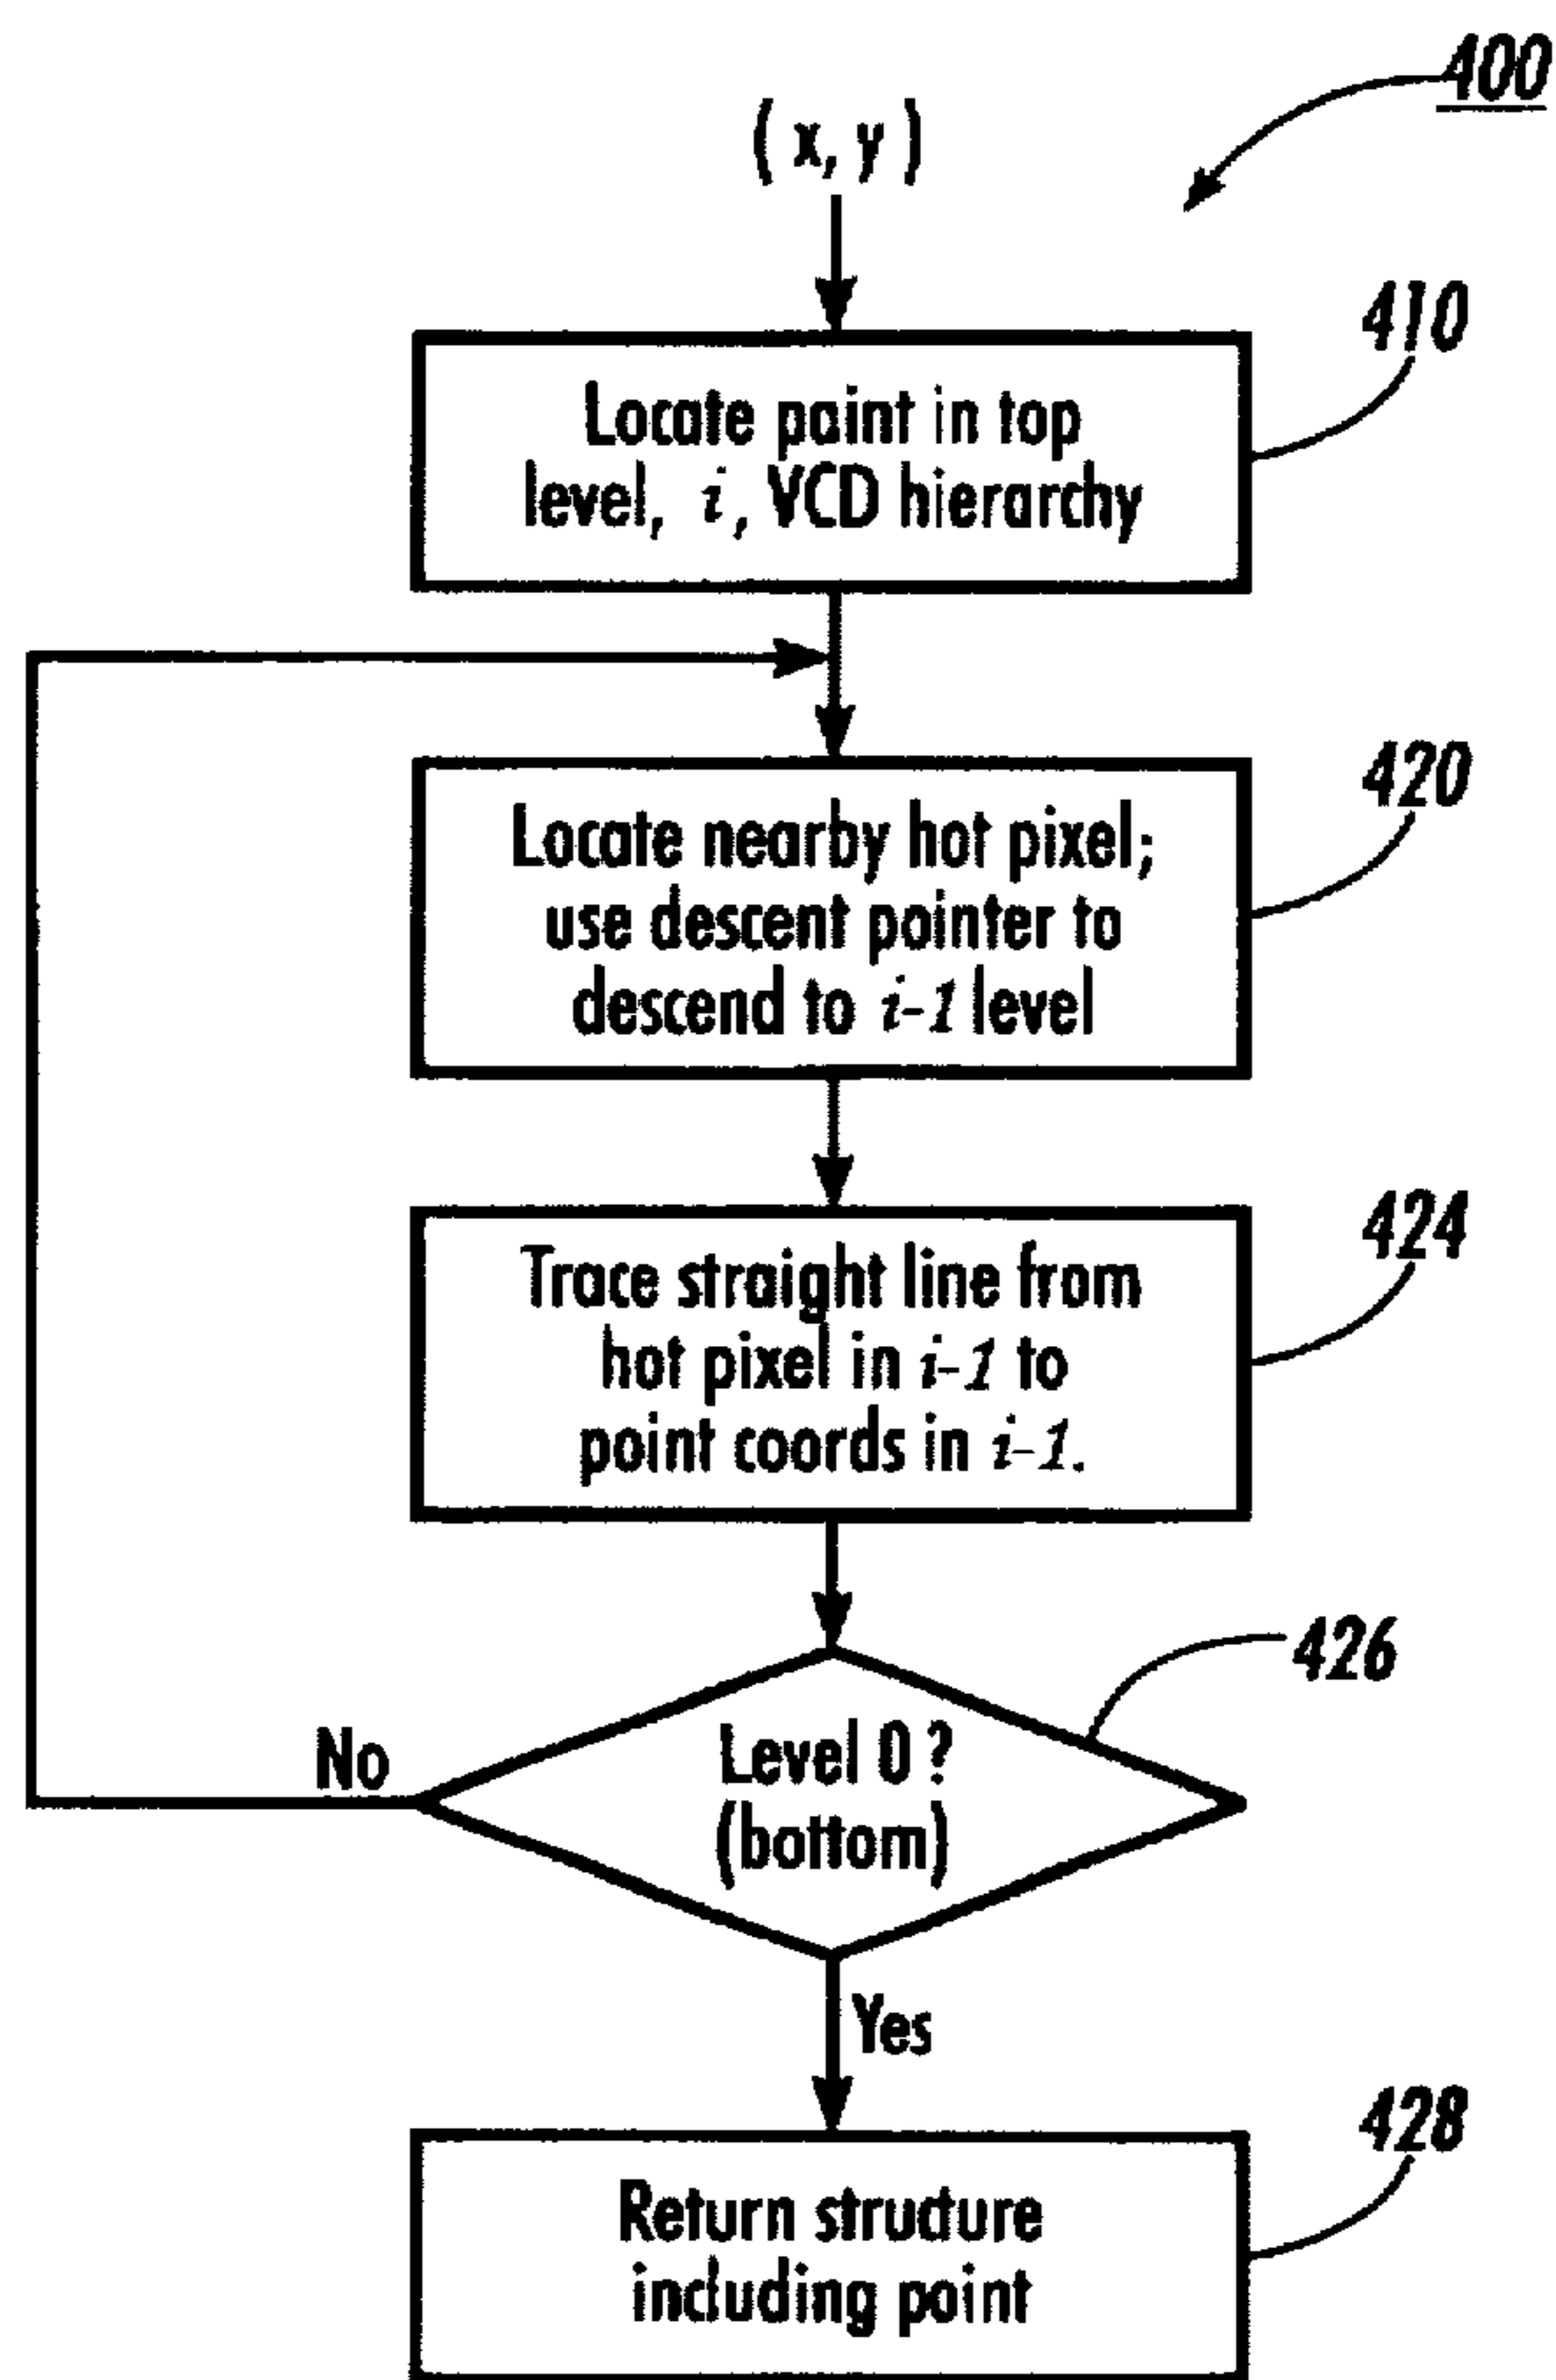 400
( x, y )
410
Locate point in top
level, i, VCD hierarchy
420
Locate nearby hot pixel;
use descent pointer to
descend to i-1 level
424
Trace straight line from
hot pixel in i-1 to
point coords in i-1.
426
Level 0 ?
(bottom)
No
Yes
428
Return structure
including point